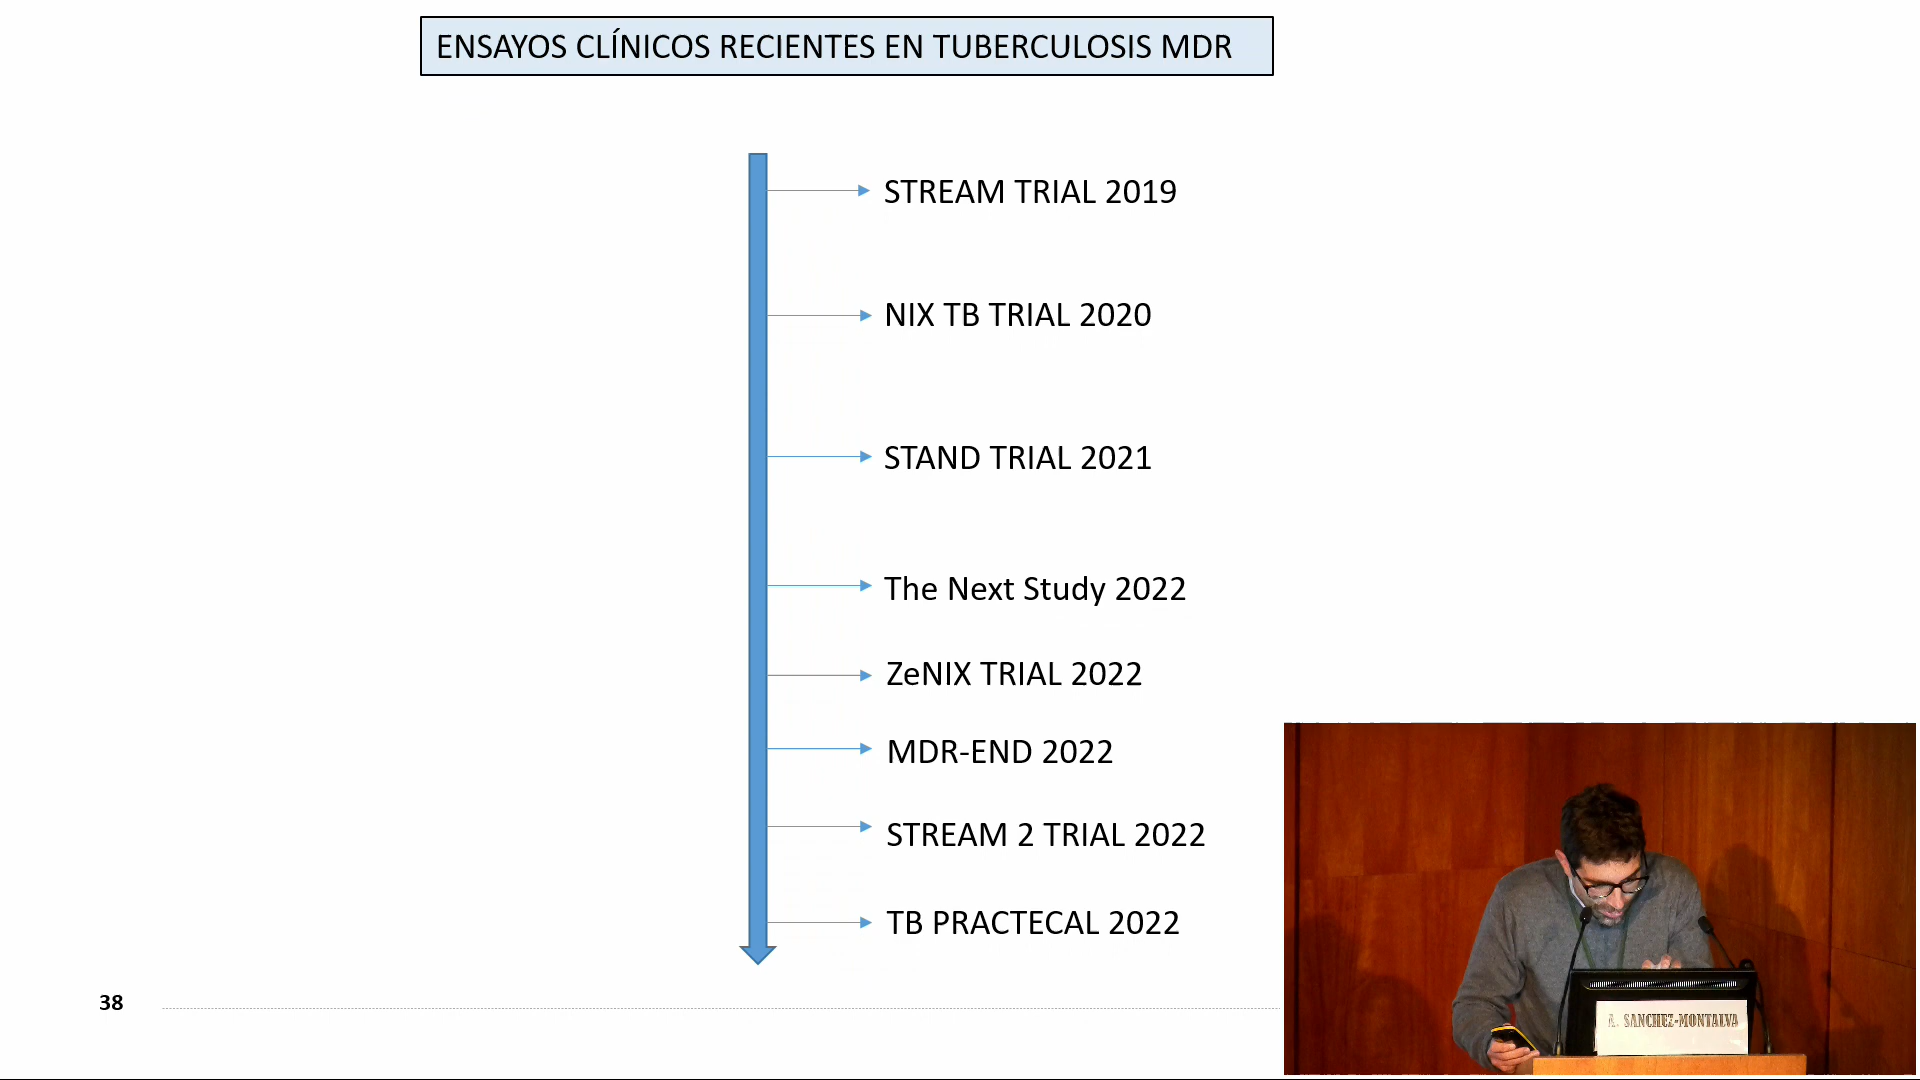 ENSAYOS CLÍNICOS RECIENTES EN TUBERCULOSIS MDR
STREAM TRIAL 2019
NIX TB TRIAL 2020
STAND TRIAL 2021
The Next Study 2022
ZeNIX TRIAL 2022
MDR-END 2022
STREAM 2 TRIAL 2022
TB PRACTECAL 2022
38
A. SANCHEZ-MONTALVA